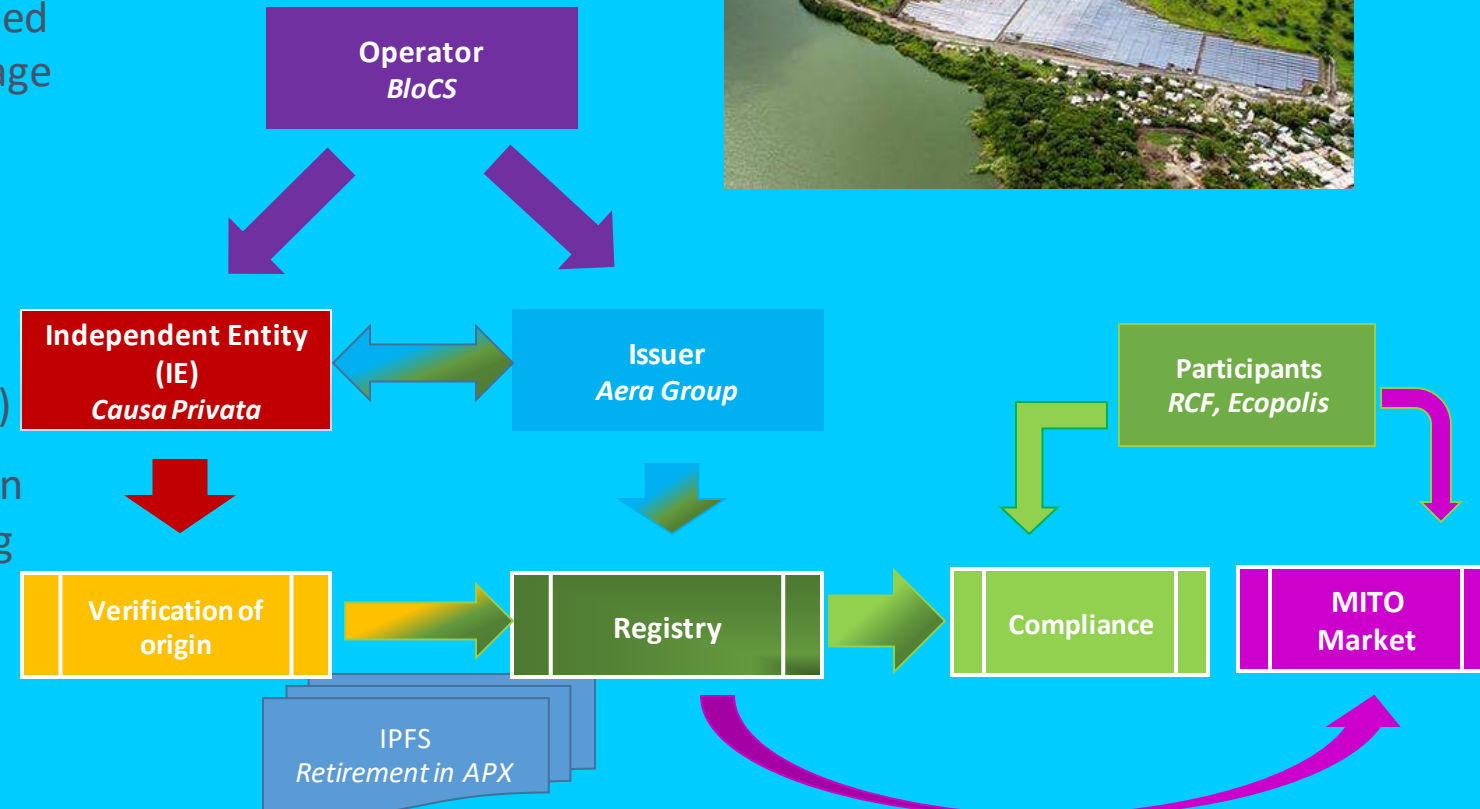 Operator
BloCS
Independent Entity
(IE)
Causa Privata
Issuer
Aera Group
Participants
RCF, Ecopolis
)
Verification of
origin
Registry
Compliance
MITO
Market
IPFS
Retirement in APX